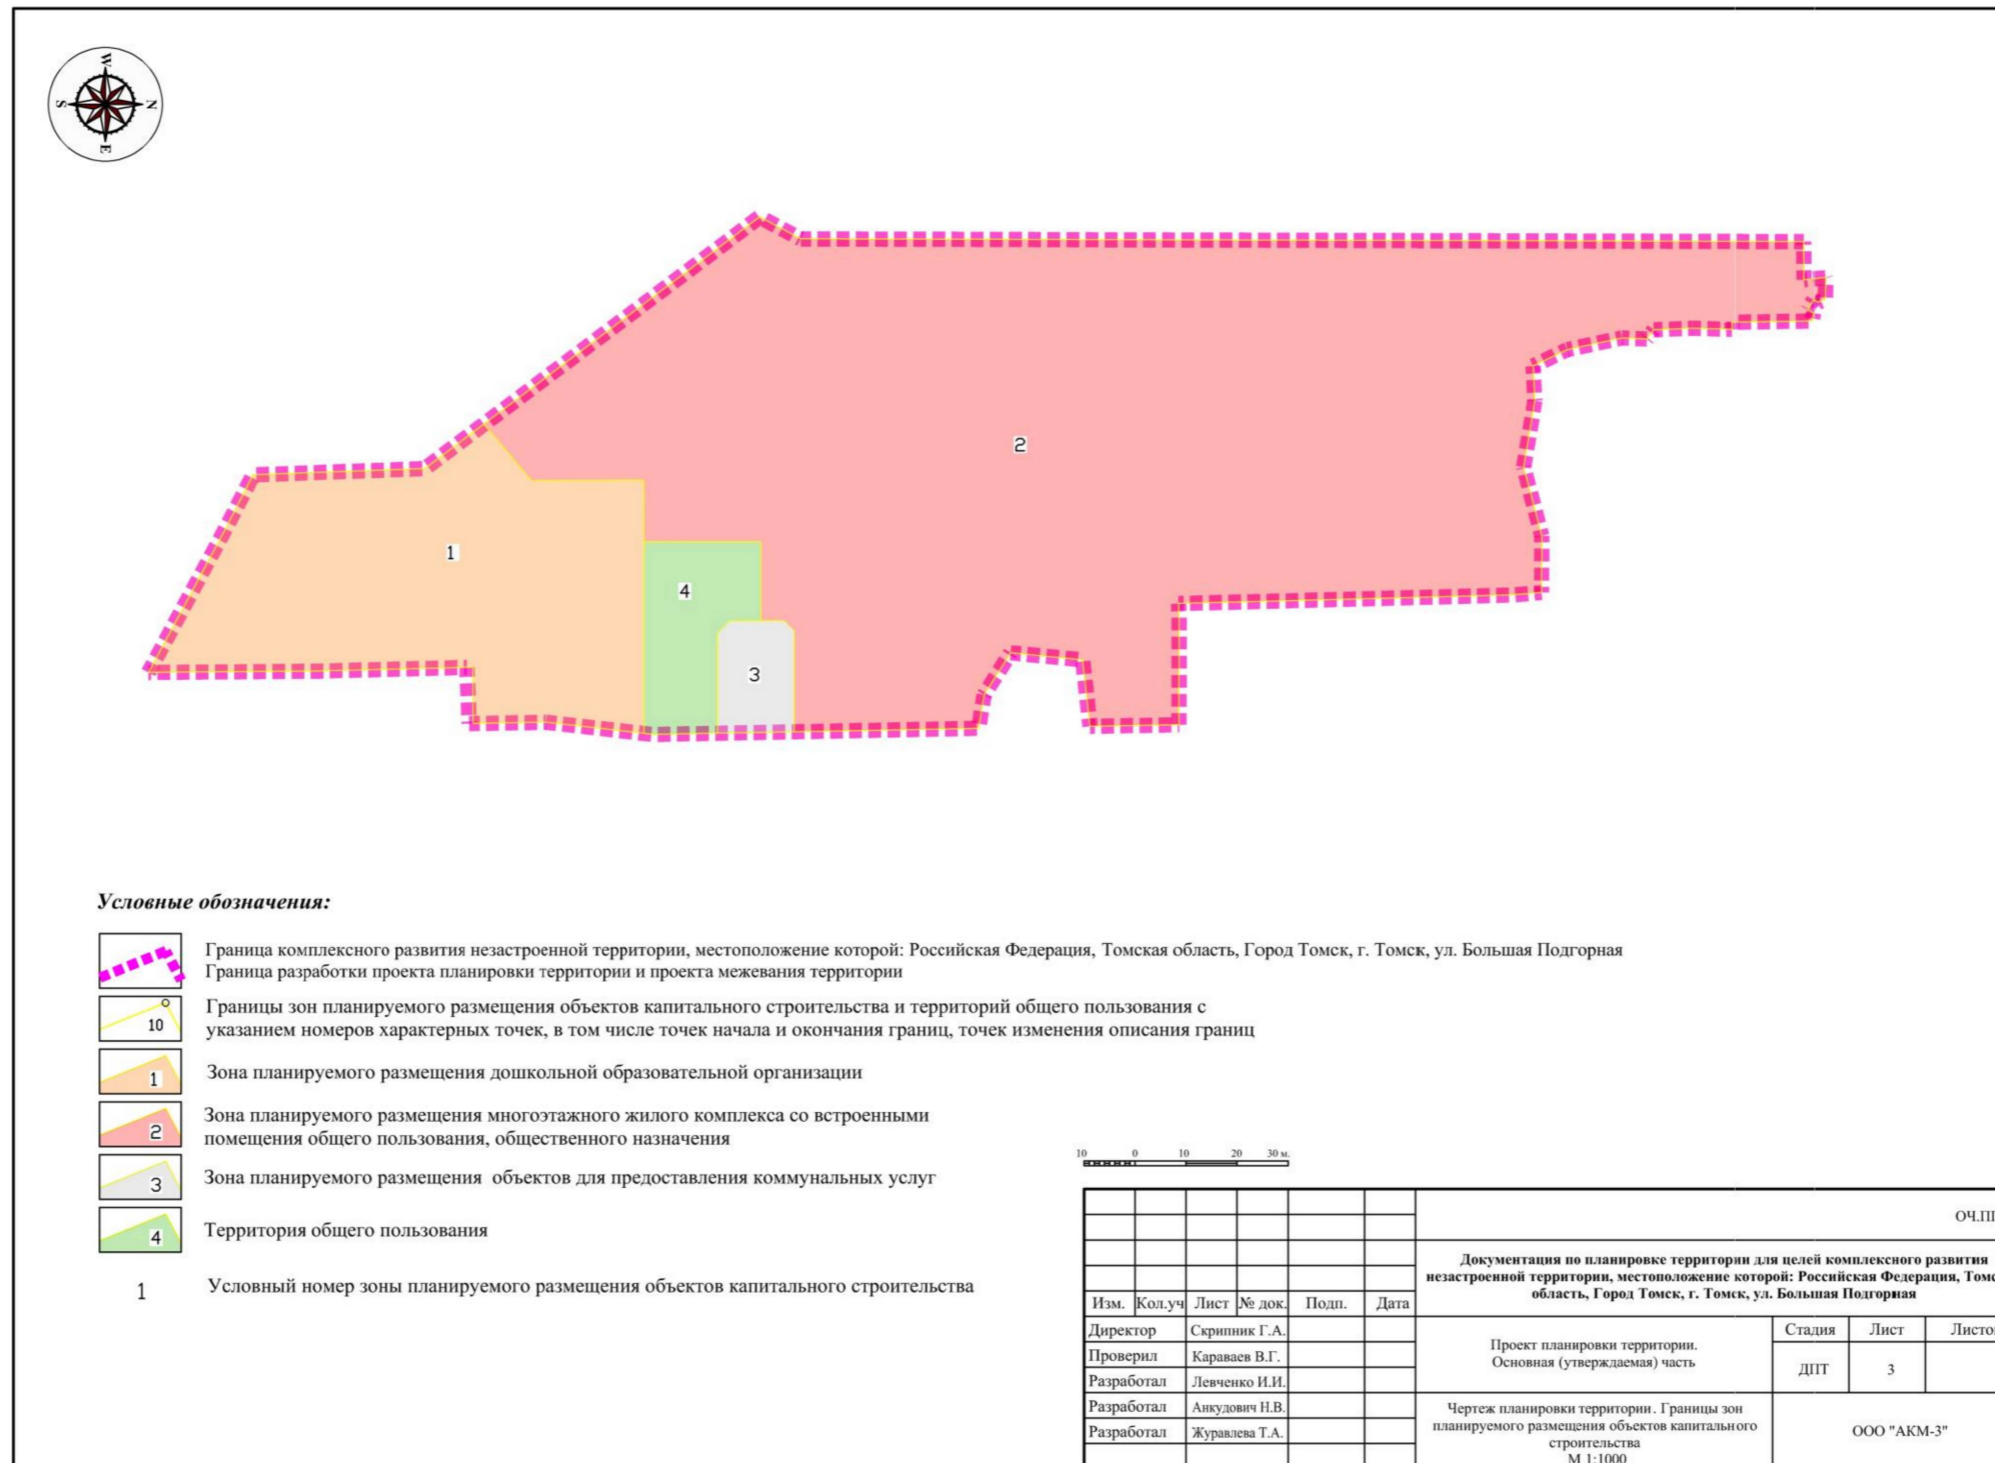 W
S
N
E
2
1
4
3
Условные обозначения:
Граница комплексного развития незастроенной территории, местоположение которой: Российская Федерация, Томская область, Город Томск, г. Томск, ул. Большая Подгорная
Граница разработки проекта планировки территории и проекта межевания территории
10
Границы зон планируемого размещения объектов капитального строительства и территорий общего пользования с
указанием номеров характерных точек, в том числе точек начала и окончания границ, точек изменения описания границ
1
Зона планируемого размещения дошкольной образовательной организации
2
Зона планируемого размещения многоэтажного жилого комплекса со встроенными
помещения общего пользования, общественного назначения
3
Зона планируемого размещения объектов для предоставления коммунальных услуг
4
Территория общего пользования
1
Условный номер зоны планируемого размещения объектов капитального строительства
10 0 10 20 30 м.
ОЧ.ПП
Документация по планировке территории для целей комплексного развития
незастроенной территории, местоположение которой: Российская Федерация, Томс
область, Город Томск, г. Томск, ул. Большая Подгорная
Изм. Кол.уч Лист № док. Подп. Дата
Директор Скрипник Г.А.
Проверил Караваев В.Г.
Разработал Левченко И.И.
Разработал Анкудович Н.В.
Разработал Журавлева Т.А.
Проект планировки территории.
Основная (утверждаемая) часть
Стадия Лист Листо
ДПТ 3
Чертеж планировки территории. Границы зон
планируемого размещения объектов капитального
строительства
М 1:1000
ООО "АКМ-3"